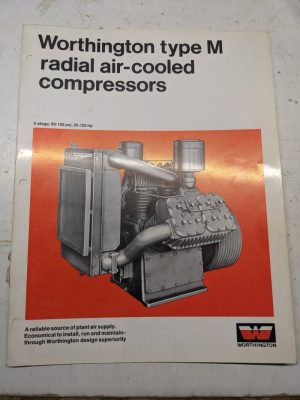 Worthington type M
radial air-cooled
compressors
2-stage, 80-125 psi, 25-125 hp
A reliable source of plant air supply.
Economical to install, run and maintain-
through Worthington design superiority
WORTHINGTON